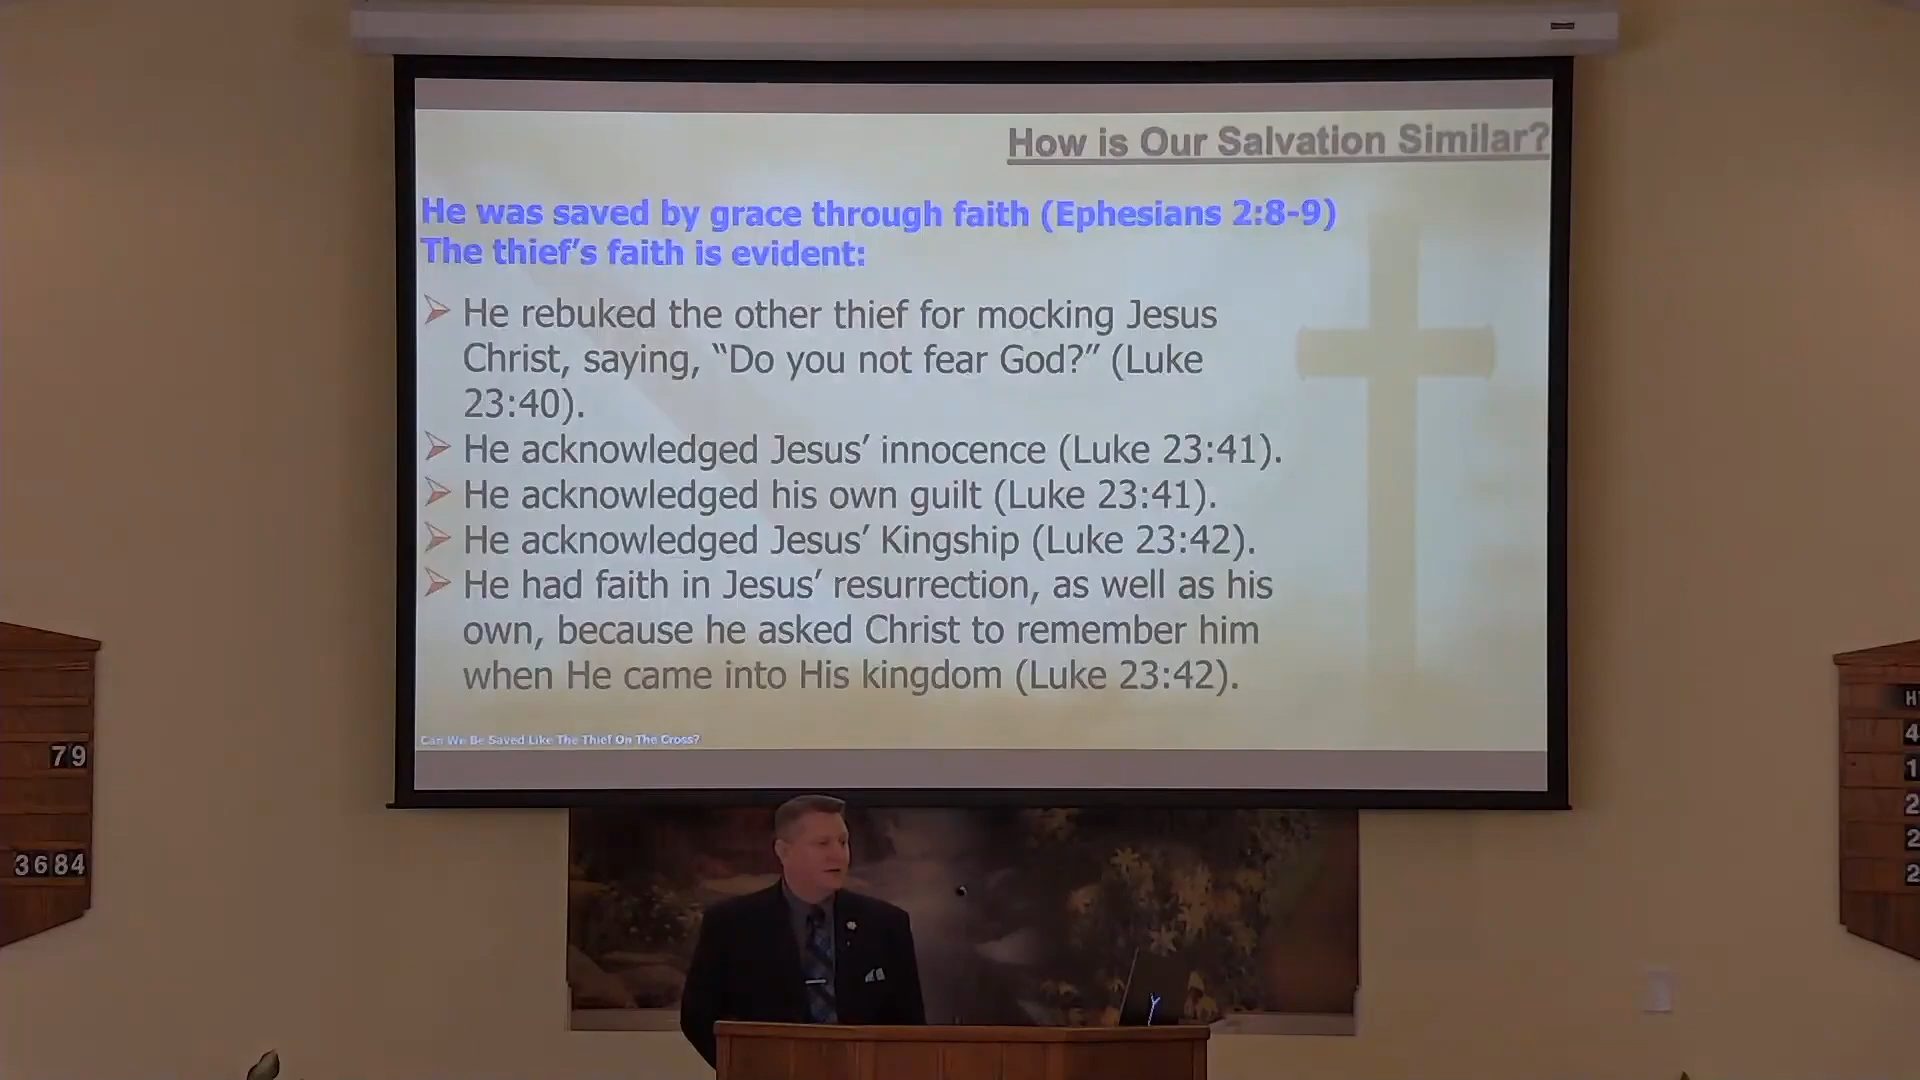 How is Our Salvation Similar?
He was saved by grace through faith (Ephesians 2:8-9)
The thief’s faith is evident:
He rebuked the other thief for mocking Jesus
Christ, saying, “Do you not fear God?” (Luke
23:40).
He acknowledged Jesus’ innocence (Luke 23:41).
He acknowledged his own guilt (Luke 23:41).
He acknowledged Jesus’ Kingship (Luke 23:42).
He had faith in Jesus’ resurrection, as well as his
own, because he asked Christ to remember him
when He came into His kingdom (Luke 23:42).
Can We Be Saved Like The Thief On The Cross?
79
3684
H
4
1
2
2
2